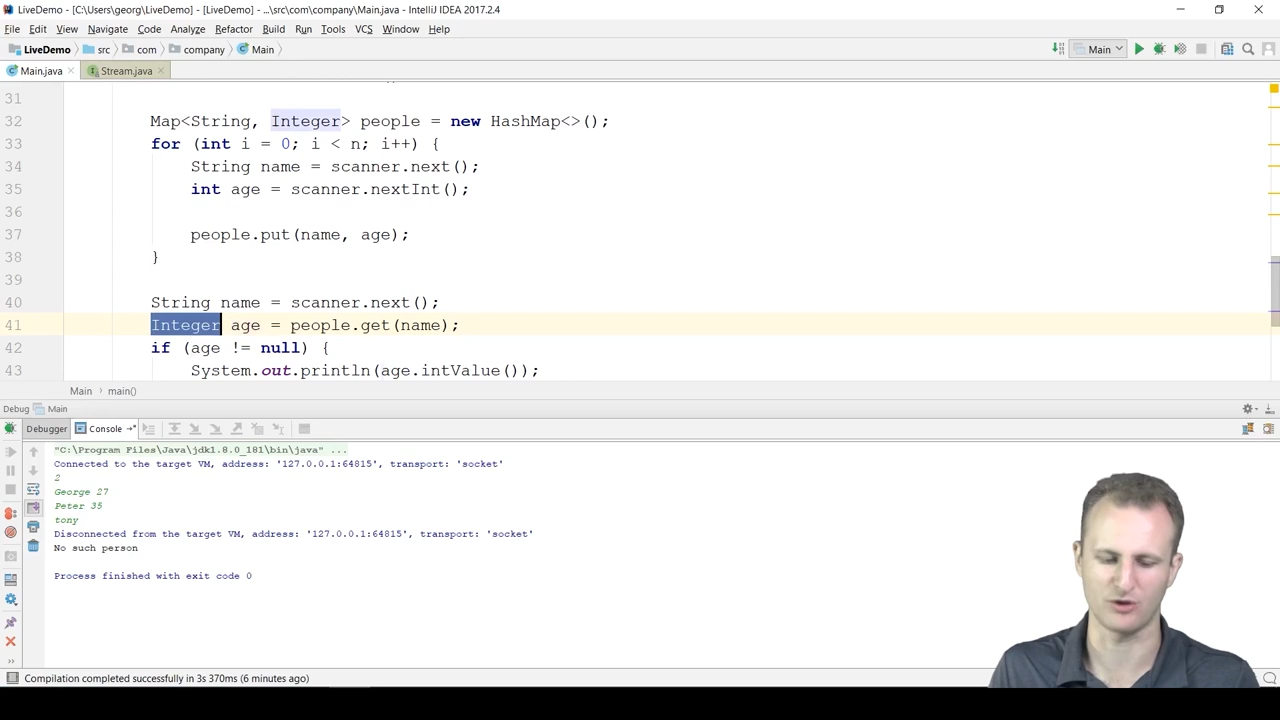 LiveDemo - [C:\Users\georg\LiveDemo] - [LiveDemo] - ...\src\com\company\Main.java - IntelliJ IDEA 2017.2.4
File Edit View Navigate Code Analyze Refactor Build Run Tools VCS Window Help
LiveDemo src com company Main Main
Main.java Stream.java
31
32 Map<String, Integer> people = new HashMap<>();
33 for (int i = 0; i < n; i++) {
34 String name = scanner.next();
35 int age = scanner.nextInt();
36
37 people.put(name, age);
38 }
39
40 String name = scanner.next();
41 Integer age = people.get(name);
42 if (age != null) {
43 System.out.println(age.intValue());
Main main()
Debug Main
Debugger Console
"C:\Program Files\Java\jdk1.8.0_181\bin\java" ...
Connected to the target VM, address: '127.0.0.1:64815', transport: 'socket'
2
George 27
Peter 35
tony
Disconnected from the target VM, address: '127.0.0.1:64815', transport: 'socket'
No such person
Process finished with exit code 0
Compilation completed successfully in 3s 370ms (6 minutes ago)